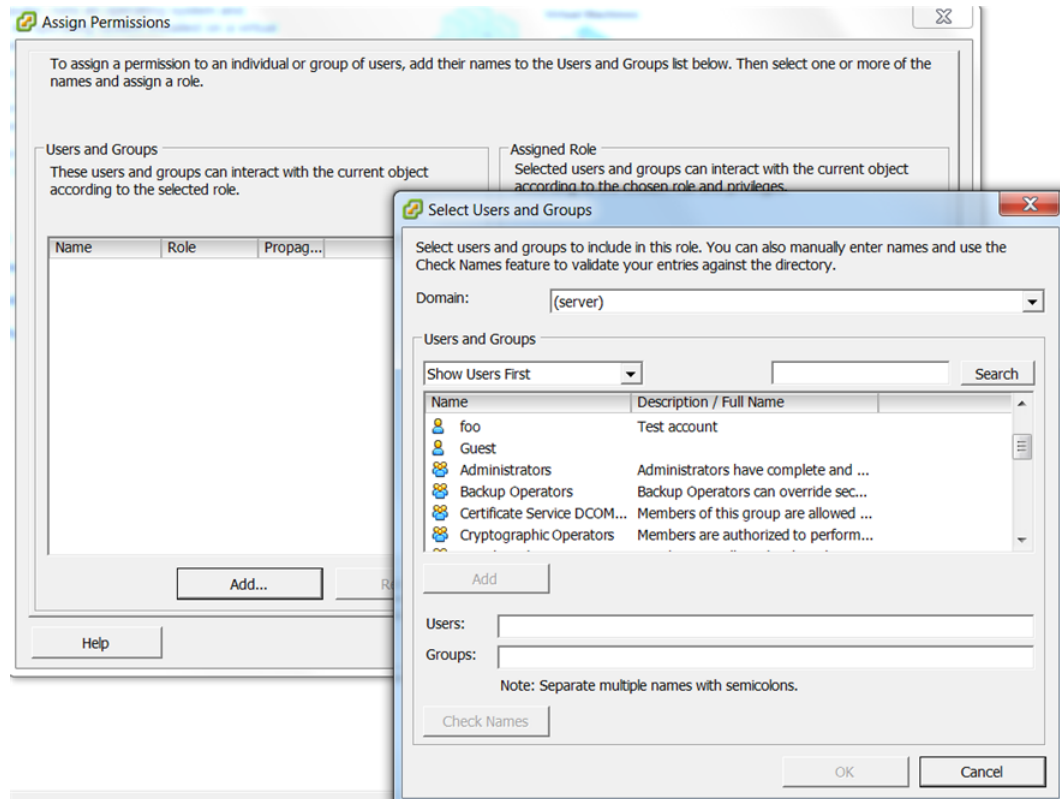 Assign Permissions
To assign a permission to an individual or group of users, add their names to the Users and Groups list below. Then select one or more of the
names and assign a role.
Users and Groups
These users and groups can interact with the current object
according to the selected role.
Assigned Role
Selected users and groups can interact with the current object
according to the chosen role and privileges.
Name Role Propag...
Add...
Help
Select Users and Groups
Select users and groups to include in this role. You can also manually enter names and use the
Check Names feature to validate your entries against the directory.
Domain: (server)
Users and Groups
Show Users First Search
Name Description / Full Name
foo Test account
Guest
Administrators Administrators have complete and ...
Backup Operators Backup Operators can override sec...
Certificate Service DCOM... Members of this group are allowed ...
Cryptographic Operators Members are authorized to perform...
Add
Users:
Groups:
Note: Separate multiple names with semicolons.
Check Names
OK Cancel